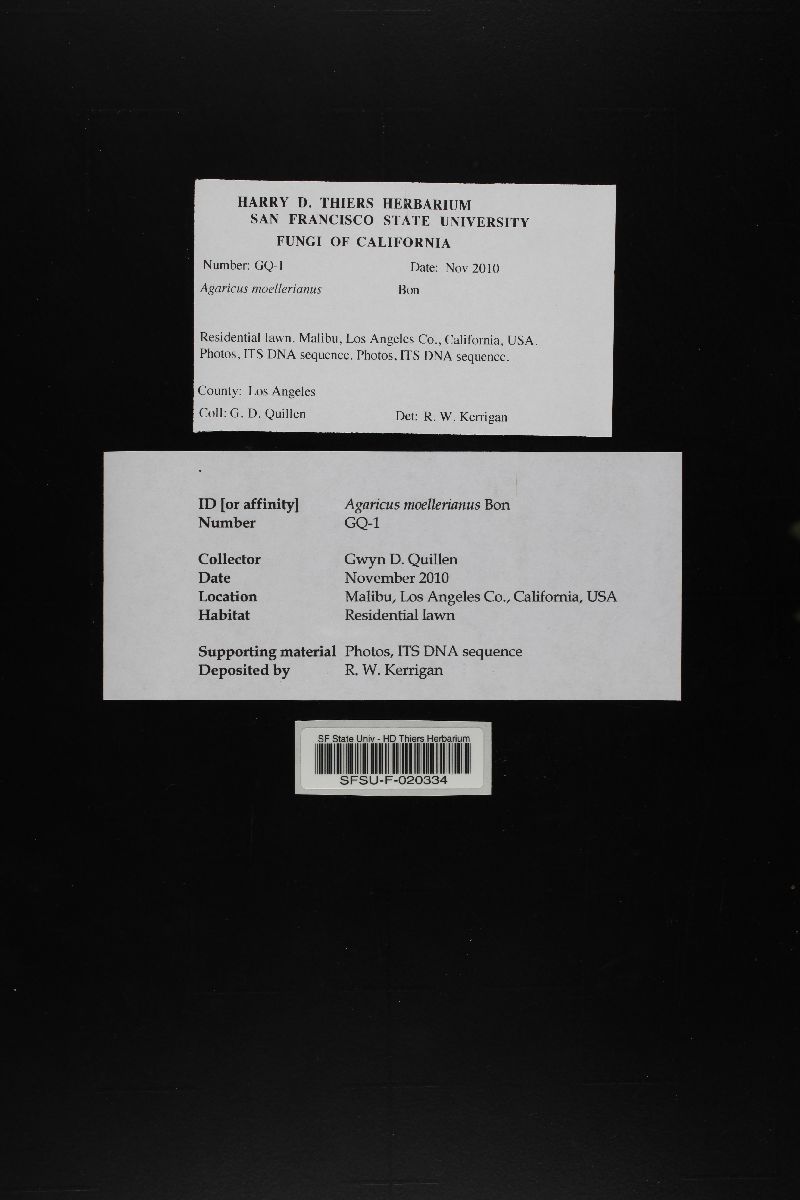 HARRY D. THIERS HERBARIUM
SAN FRANCISCO STATE UNIVERSITY
FUNGI OF CALIFORNIA
Number: GQ-1 Date: Nov 2010
Agaricus moellerianus Bon
Residential lawn. Malibu, Los Angeles Co., California, USA.
Photos, ITS DNA sequence. Photos, ITS DNA sequence.
County: Los Angeles
Coll: G. D. Quillen Det: R. W. Kerrigan
ID [or affinity] Agaricus moellerianus Bon
Number GQ-1
Collector Gwyn D. Quillen
Date November 2010
Location Malibu, Los Angeles Co., California, USA
Habitat Residential lawn
Supporting material Photos, ITS DNA sequence
Deposited by R. W. Kerrigan
SF State Univ - HD Thiers Herbarium
SFSU-F-020334